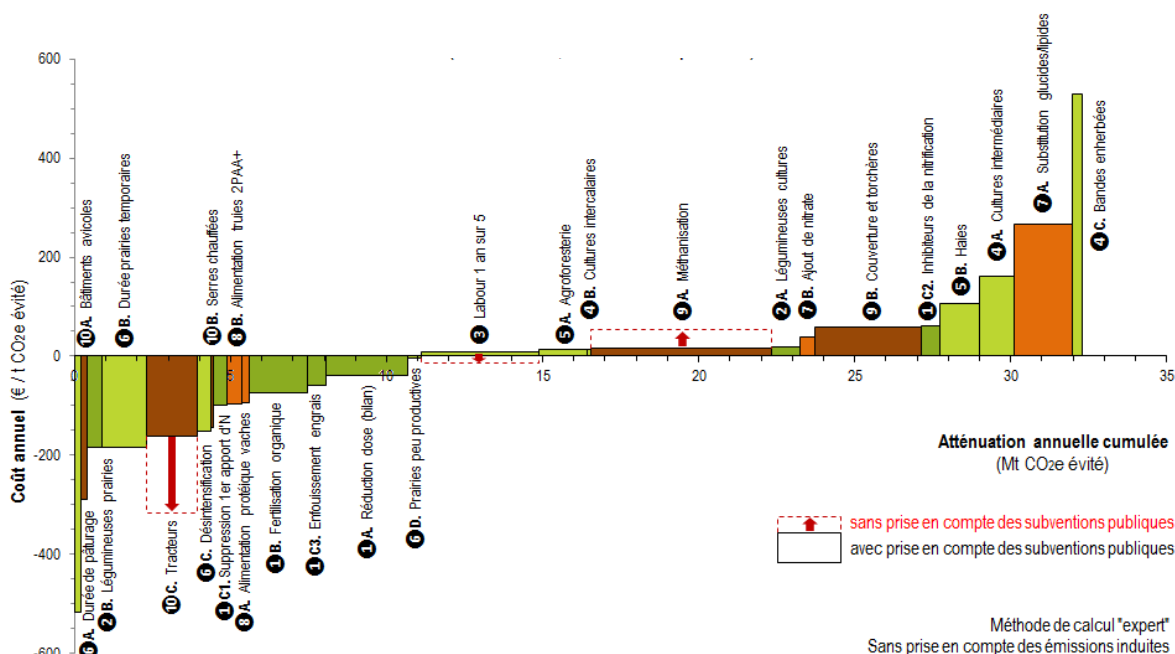 600
400
200
0
-200
-400
-600
Coût annuel (€ / t CO2e évité)
0
5
10
15
20
25
30
35
6 A. Durée de pâturage
10 A. Bâtiments avicoles
2 B. Légumineuses prairies
6 B. Durée prairies temporaires
10 C. Tracteurs
6 C. Désintensification
10 B. Serres chauffées
1 C1. Suppression 1er apport d'N
8 B. Alimentation truies 2PAA+
8 A. Alimentation protéique vaches
1 B. Fertilisation organique
1 C3. Enfouissement engrais
1 A. Réduction dose (bilan)
6 D. Prairies peu productives
3 Labour 1 an sur 5
5 A. Agroforesterie
4 B. Cultures intercalaires
9 A. Méthanisation
2 A. Légumineuses cultures
7 B. Ajout de nitrate
9 B. Couverture et torchères
1 C2. Inhibiteurs de la nitrification
5 B. Haies
4 A. Cultures intermédiaires
7 A. Substitution glucides/lipides
4 C. Bandes enherbées
Atténuation annuelle cumulée
(Mt CO2e évité)
sans prise en compte des subventions publiques
avec prise en compte des subventions publiques
Méthode de calcul "expert"
Sans prise en compte des émissions induites